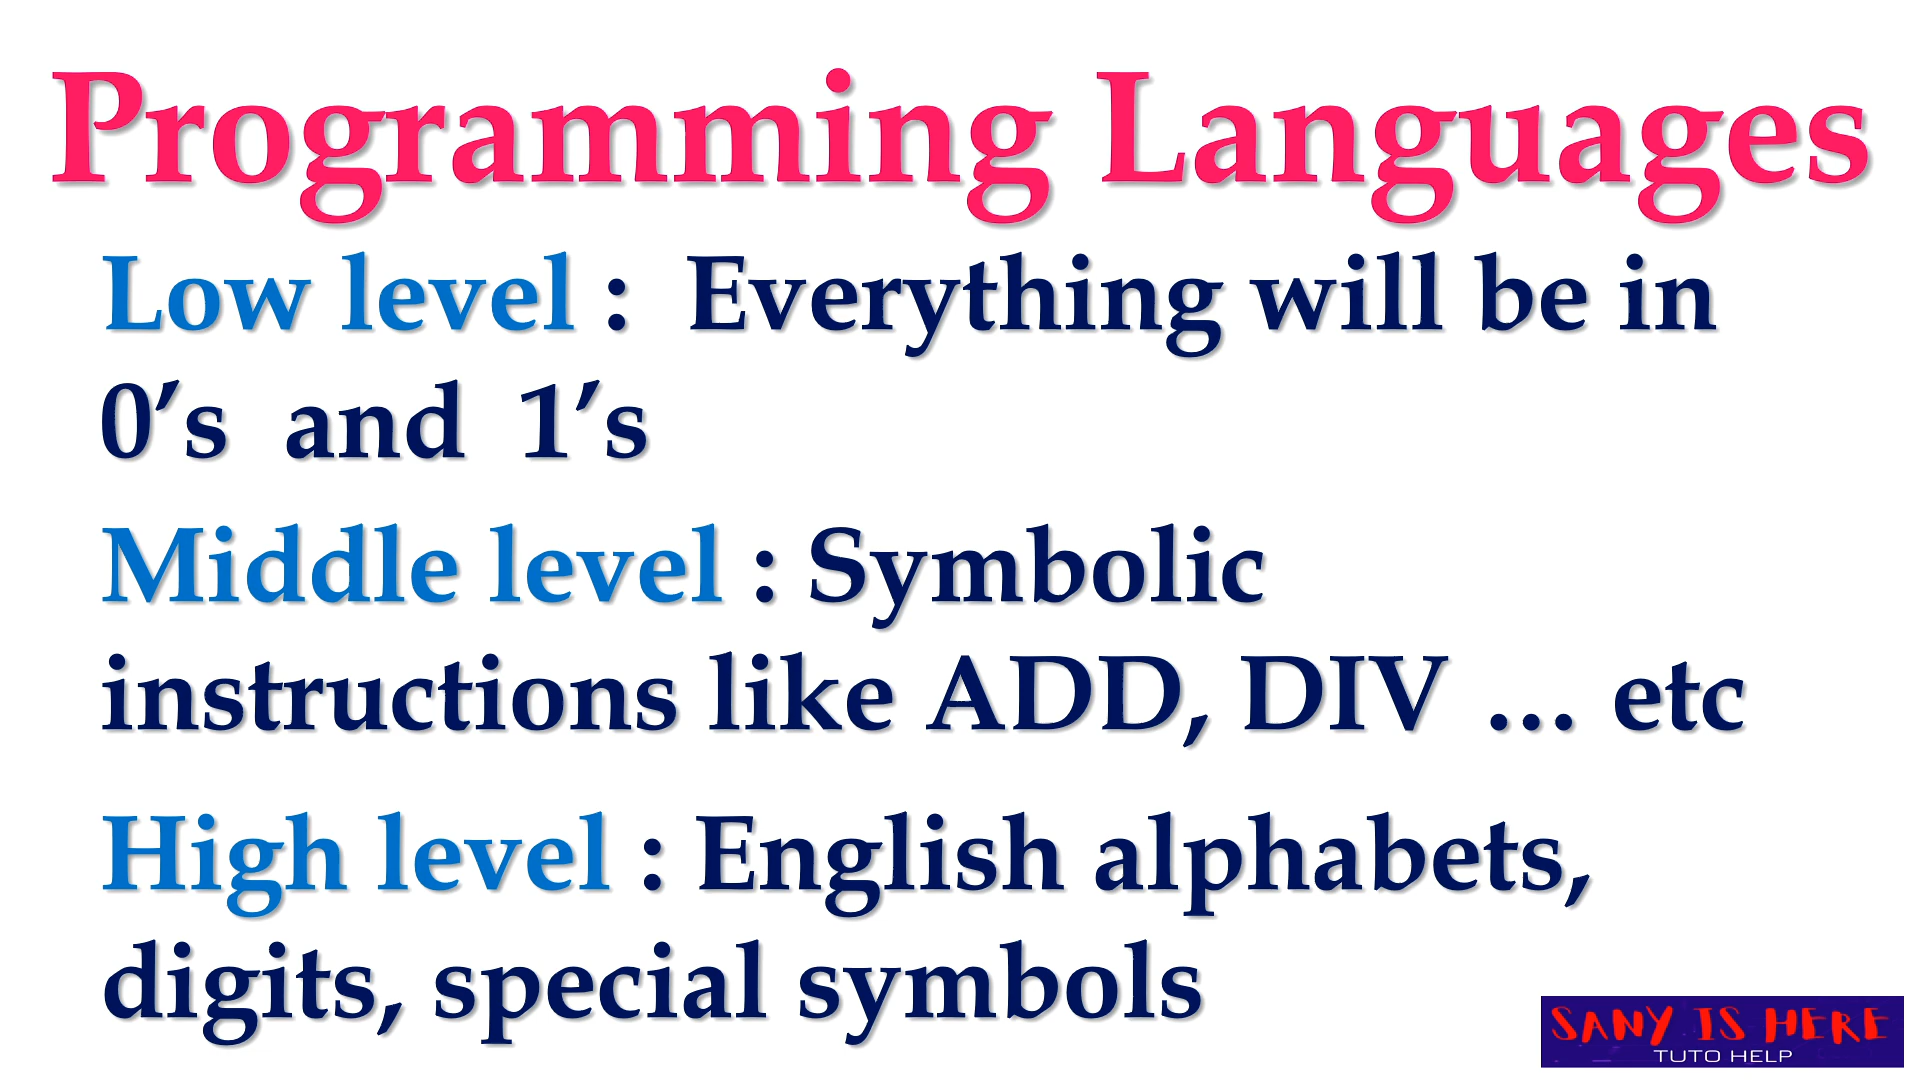 Programming Languages
Low level :  Everything will be in
0’s  and  1’s
Middle level : Symbolic
instructions like ADD, DIV … etc
High level : English alphabets,
digits, special symbols
SANY IS HERE
TUTO HELP